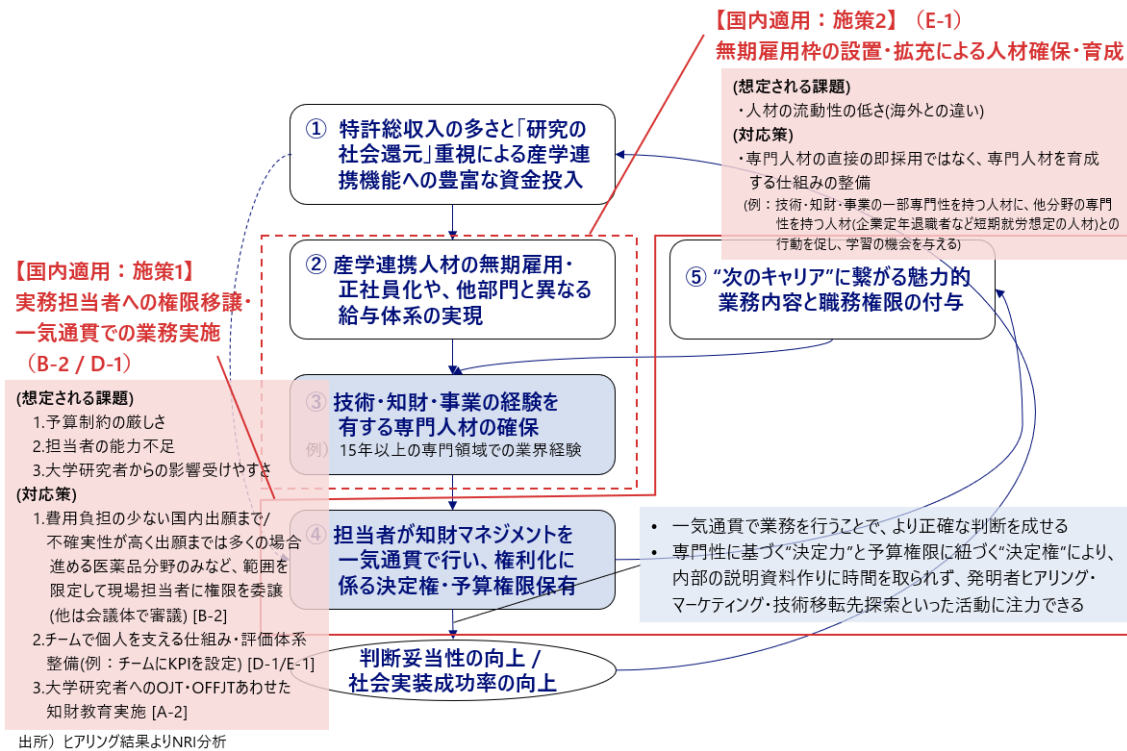 【国内適用：施策2】 （E-1）
無期雇用枠の設置・拡充による人材確保・育成
(想定される課題)
・人材の流動性の低さ(海外との違い)
(対応策)
・専門人材の直接の即採用ではなく、専門人材を育成
する仕組みの整備
(例：技術・知財・事業の一部専門性を持つ人材に、他分野の専門
性を持つ人材(企業定年退職者など短期就労想定の人材)との
行動を促し、学習の機会を与える)
① 特許総収入の多さと「研究の
社会還元」重視による産学連
携機能への豊富な資金投入
② 産学連携人材の無期雇用・
正社員化や、他部門と異なる
給与体系の実現
⑤ “次のキャリア”に繋がる魅力的
業務内容と職務権限の付与
【国内適用：施策1】
実務担当者への権限移譲・
一気通貫での業務実施
（B-2 / D-1）
(想定される課題)
1.予算制約の厳しさ
2.担当者の能力不足
3.大学研究者からの影響受けやすさ
(対応策)
1.費用負担の少ない国内出願まで/
不確実性が高く出願までは多くの場合
進める医薬品分野のみなど、範囲を
限定して現場担当者に権限を委譲
(他は会議体で審議) [B-2]
2.チームで個人を支える仕組み・評価体系
整備(例：チームにKPIを設定) [D-1/E-1]
3.大学研究者へのOJT・OFFJTあわせた
知財教育実施 [A-2]
③ 技術・知財・事業の経験を
有する専門人材の確保
例）15年以上の専門領域での業界経験
④ 担当者が知財マネジメントを
一気通貫で行い、権利化に
係る決定権・予算権限保有
• 一気通貫で業務を行うことで、より正確な判断を成せる
• 専門性に基づく“決定力”と予算権限に紐づく“決定権”により、
内部の説明資料作りに時間を取られず、発明者ヒアリング・
マーケティング・技術移転先探索といった活動に注力できる
判断妥当性の向上 /
社会実装成功率の向上
出所）ヒアリング結果よりNRI分析